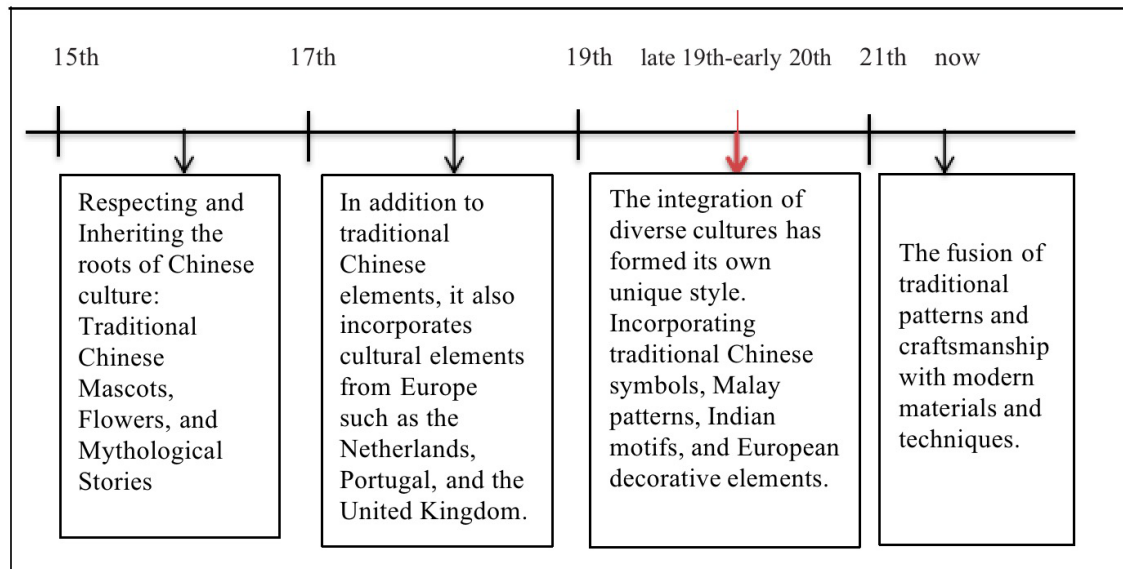 15th 17th 19th late 19th-early 20th 21th now
Respecting and
Inheriting the
roots of Chinese
culture:
Traditional
Chinese
Mascots,
Flowers, and
Mythological
Stories
In addition to
traditional
Chinese
elements, it also
incorporates
cultural elements
from Europe
such as the
Netherlands,
Portugal, and the
United Kingdom.
The integration of
diverse cultures has
formed its own
unique style.
Incorporating
traditional Chinese
symbols, Malay
patterns, Indian
motifs, and European
decorative elements.
The fusion of
traditional
patterns and
craftsmanship
with modern
materials and
techniques.